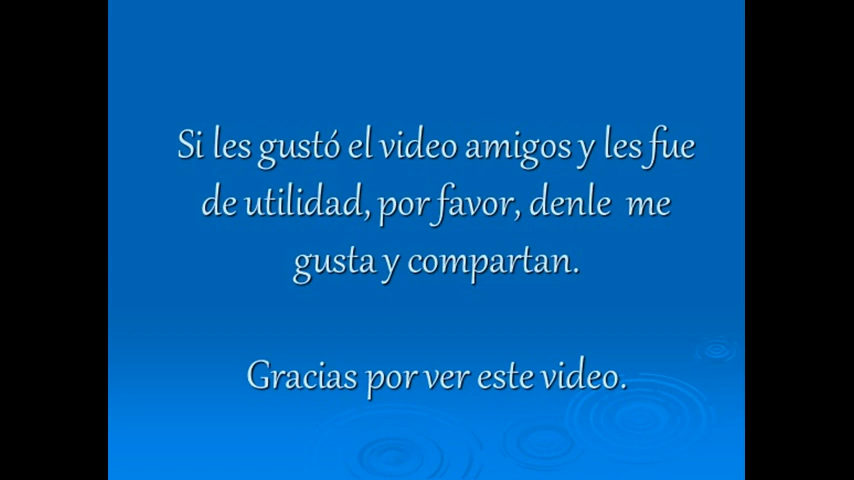 Si les gustó el video amigos y les fue
de utilidad, por favor, denle  me
gusta y compartan.
Gracias por ver este video.